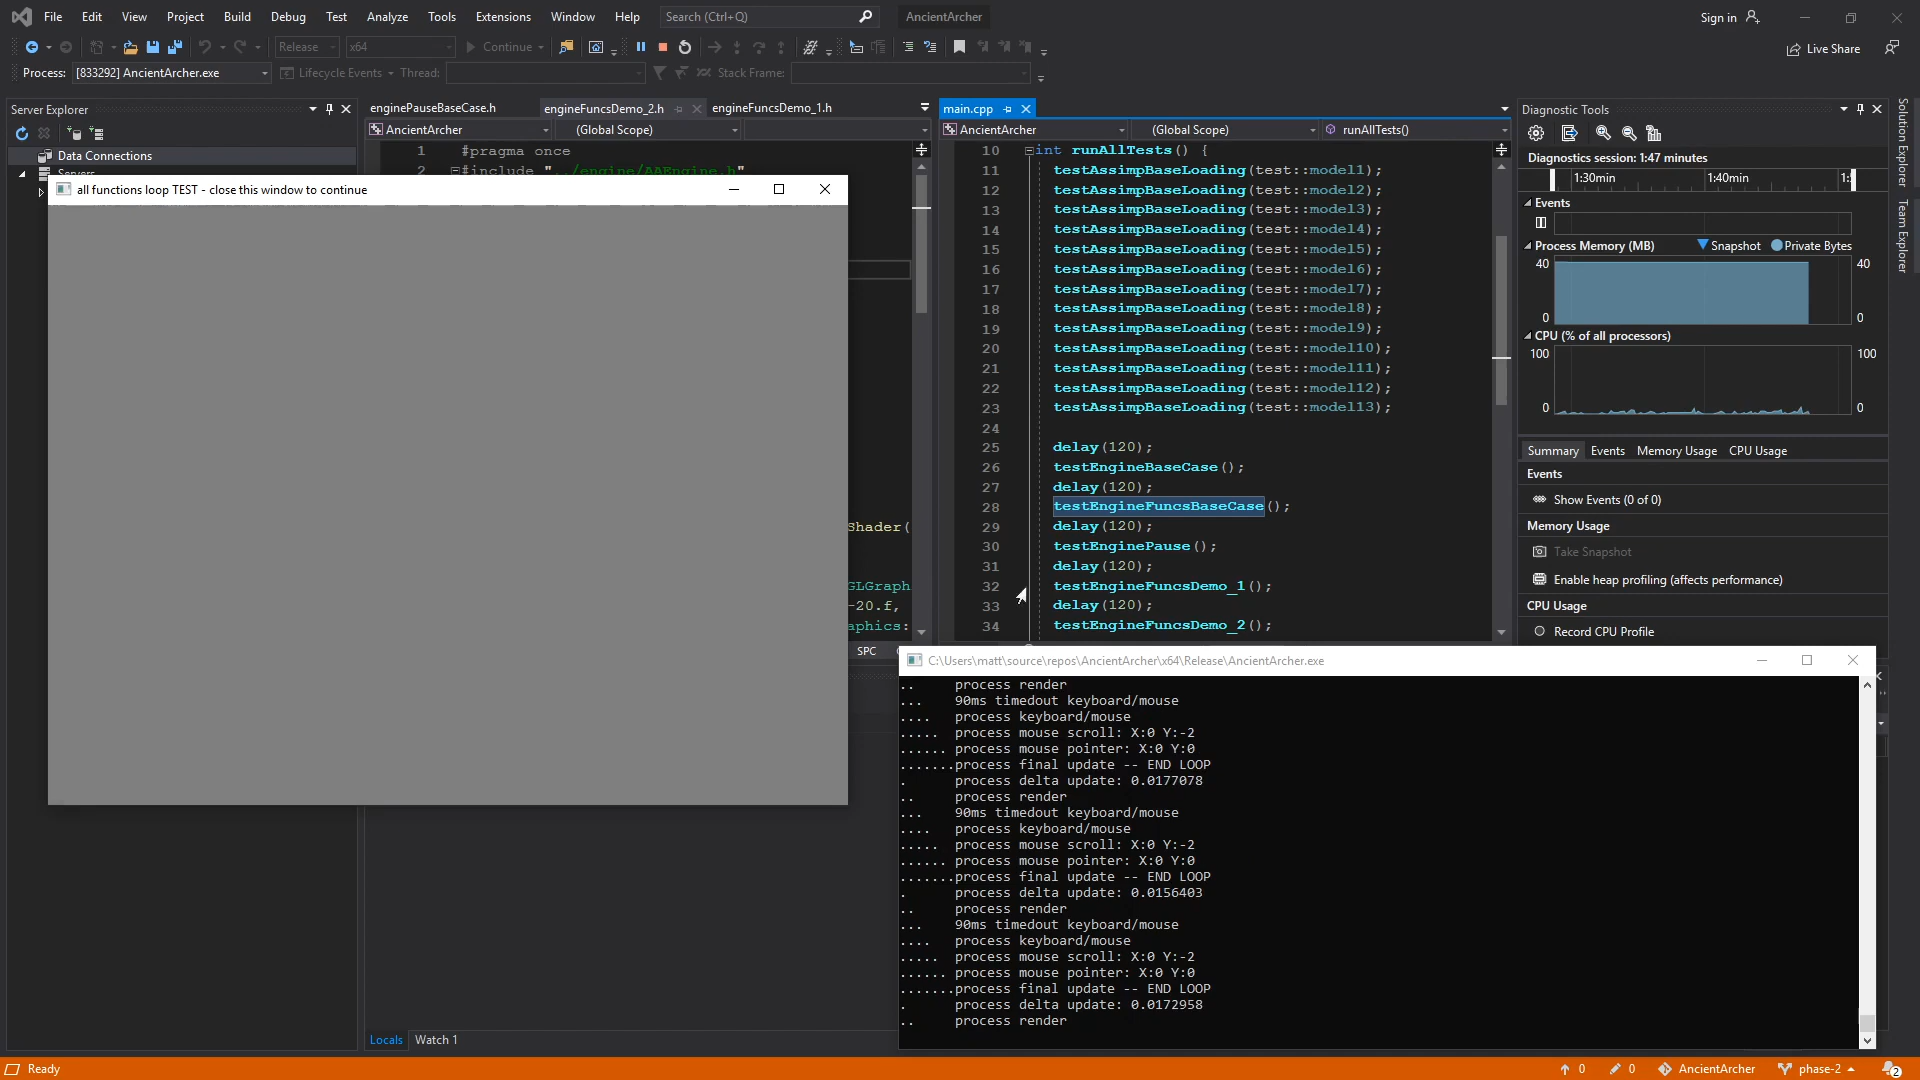 File Edit View Project Build Debug Test Analyze Tools Extensions Window Help Search (Ctrl+Q) AncientArcher Sign in
Release x64 Continue Live Share
Process: [833292] AncientArcher.exe Lifecycle Events Thread: Stack Frame:
Server Explorer
Data Connections
Servers
enginePauseBaseCase.h engineFuncsDemo_2.h engineFuncsDemo_1.h
AncientArcher (Global Scope)
1 #pragma once
2 #include "../engine/AAEngine.h"
Shader(
GLGraph
-20.f,
aphics:
SPC
all functions loop TEST - close this window to continue
main.cpp
AncientArcher (Global Scope) runAllTests()
10 int runAllTests() {
11 testAssimpBaseLoading(test::model1);
12 testAssimpBaseLoading(test::model2);
13 testAssimpBaseLoading(test::model3);
14 testAssimpBaseLoading(test::model4);
15 testAssimpBaseLoading(test::model5);
16 testAssimpBaseLoading(test::model6);
17 testAssimpBaseLoading(test::model7);
18 testAssimpBaseLoading(test::model8);
19 testAssimpBaseLoading(test::model9);
20 testAssimpBaseLoading(test::model10);
21 testAssimpBaseLoading(test::model11);
22 testAssimpBaseLoading(test::model12);
23 testAssimpBaseLoading(test::model13);
24
25 delay(120);
26 testEngineBaseCase();
27 delay(120);
28 testEngineFuncsBaseCase();
29 delay(120);
30 testEnginePause();
31 delay(120);
32 testEngineFuncsDemo_1();
33 delay(120);
34 testEngineFuncsDemo_2();
Diagnostic Tools
Diagnostics session: 1:47 minutes
1:30min 1:40min 1:
Events
Process Memory (MB) Snapshot Private Bytes
40 40
0 0
CPU (% of all processors)
100 100
0 0
Summary Events Memory Usage CPU Usage
Events
Show Events (0 of 0)
Memory Usage
Take Snapshot
Enable heap profiling (affects performance)
CPU Usage
Record CPU Profile
Solution Explorer
Team Explorer
C:\Users\matt\source\repos\AncientArcher\x64\Release\AncientArcher.exe
.. process render
... 90ms timedout keyboard/mouse
.... process keyboard/mouse
..... process mouse scroll: X:0 Y:-2
...... process mouse pointer: X:0 Y:0
.......process final update -- END LOOP
. process delta update: 0.0177078
.. process render
... 90ms timedout keyboard/mouse
.... process keyboard/mouse
..... process mouse scroll: X:0 Y:-2
...... process mouse pointer: X:0 Y:0
.......process final update -- END LOOP
. process delta update: 0.0156403
.. process render
... 90ms timedout keyboard/mouse
.... process keyboard/mouse
..... process mouse scroll: X:0 Y:-2
...... process mouse pointer: X:0 Y:0
.......process final update -- END LOOP
. process delta update: 0.0172958
.. process render
Locals Watch 1
Ready 0 0 AncientArcher phase-2 2